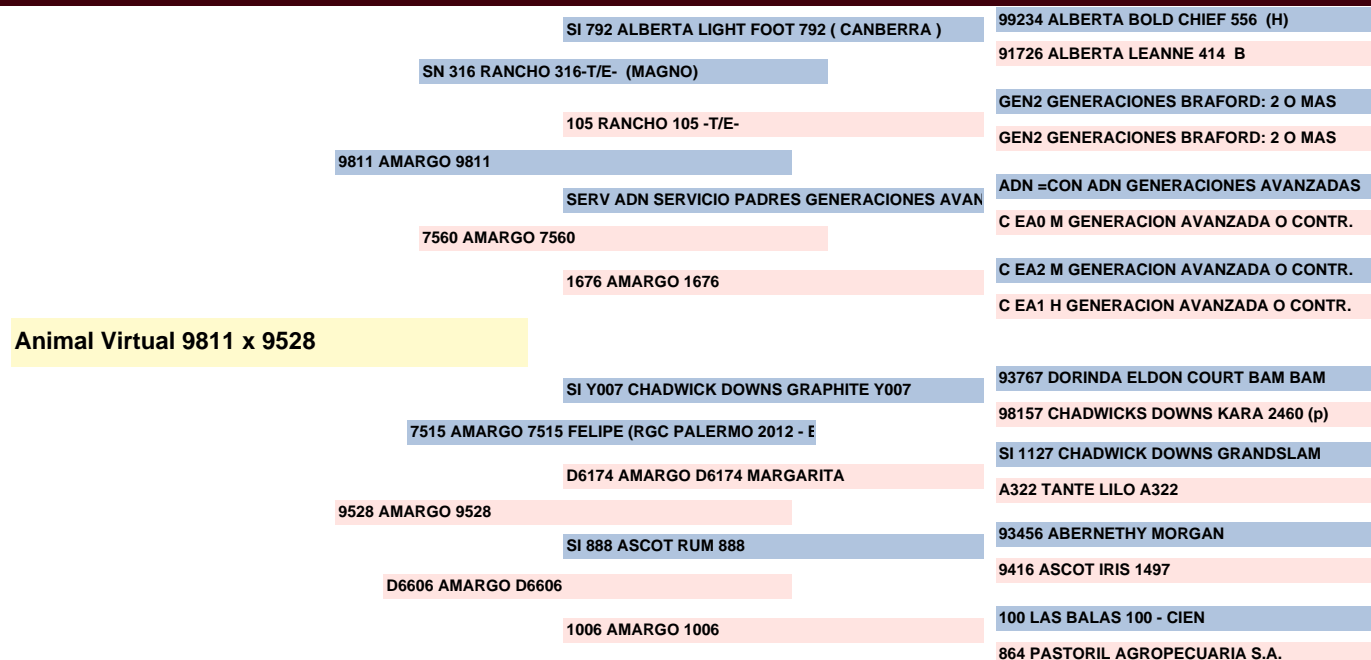 SI 792 ALBERTA LIGHT FOOT 792 ( CANBERRA )
99234 ALBERTA BOLD CHIEF 556 (H)
91726 ALBERTA LEANNE 414 B
SN 316 RANCHO 316-T/E- (MAGNO)
GEN2 GENERACIONES BRAFORD: 2 O MAS
105 RANCHO 105 -T/E-
GEN2 GENERACIONES BRAFORD: 2 O MAS
9811 AMARGO 9811
SERV ADN SERVICIO PADRES GENERACIONES AVAN
ADN =CON ADN GENERACIONES AVANZADAS
C EA0 M GENERACION AVANZADA O CONTR.
7560 AMARGO 7560
C EA2 M GENERACION AVANZADA O CONTR.
1676 AMARGO 1676
C EA1 H GENERACION AVANZADA O CONTR.
Animal Virtual 9811 x 9528
SI Y007 CHADWICK DOWNS GRAPHITE Y007
93767 DORINDA ELDON COURT BAM BAM
98157 CHADWICKS DOWNS KARA 2460 (p)
7515 AMARGO 7515 FELIPE (RGC PALERMO 2012 -
SI 1127 CHADWICK DOWNS GRANDSLAM
D6174 AMARGO D6174 MARGARITA
A322 TANTE LILO A322
9528 AMARGO 9528
SI 888 ASCOT RUM 888
93456 ABERNETHY MORGAN
9416 ASCOT IRIS 1497
D6606 AMARGO D6606
100 LAS BALAS 100 - CIEN
1006 AMARGO 1006
864 PASTORIL AGROPECUARIA S.A.